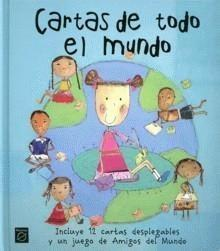 Cartas de todo
el mundo
Incluye 12 cartas desplegables
y un juego de Amigos del Mundo